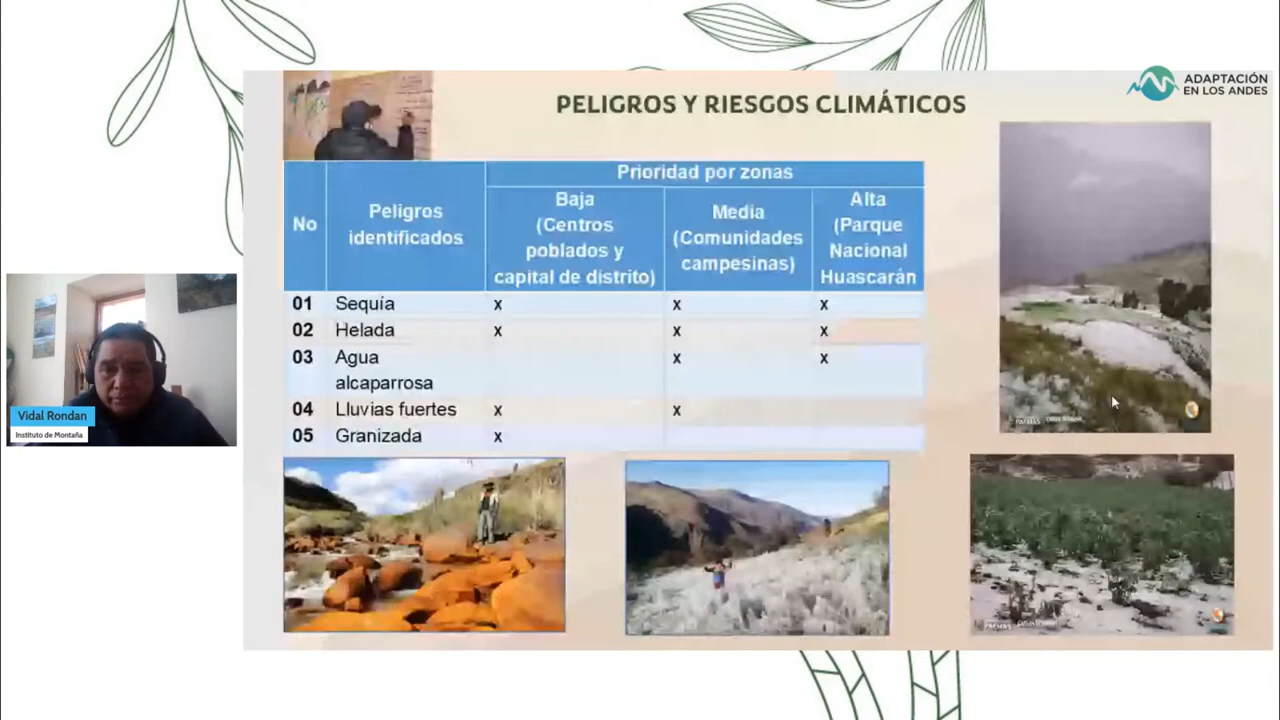 ADAPTACIÓN
EN LOS ANDES
PELIGROS Y RIESGOS CLIMÁTICOS
No
Peligros
identificados
Prioridad por zonas
Baja
(Centros
poblados y
capital de distrito)
Media
(Comunidades
campesinas)
Alta
(Parque
Nacional
Huascarán
01 Sequía x x x
02 Helada x x x
03 Agua alcaparrosa x x
04 Lluvias fuertes x x
05 Granizada x
Vidal Rondan
Instituto de Montaña